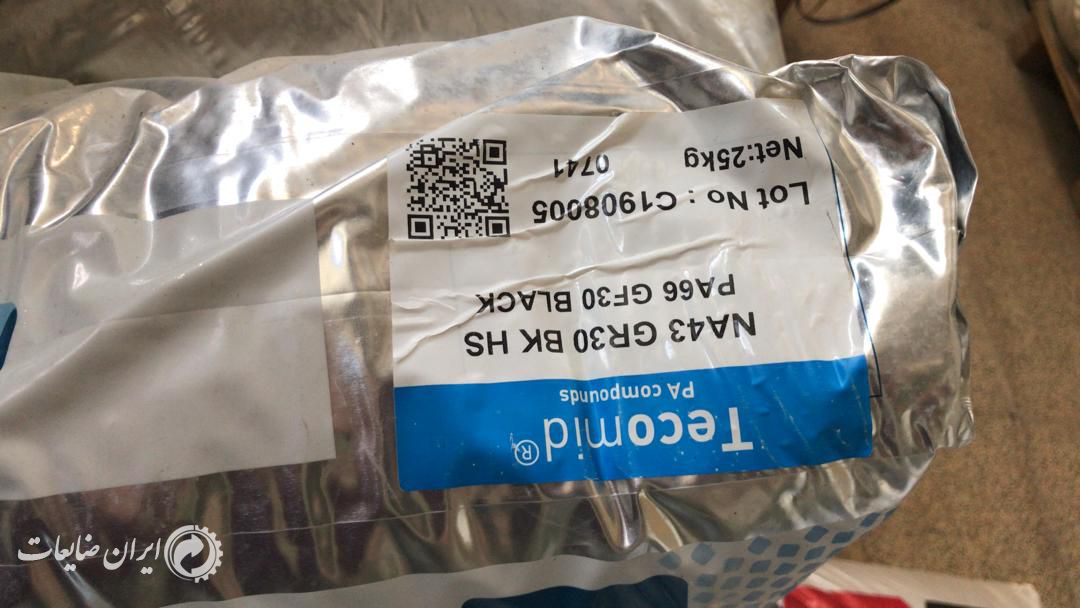 Tecomid®
PA compounds
NA43 GR30 BK HS
PA66 GF30 BLACK
Lot No : C1908005
Net:25kg 0741
ایران ضایعات